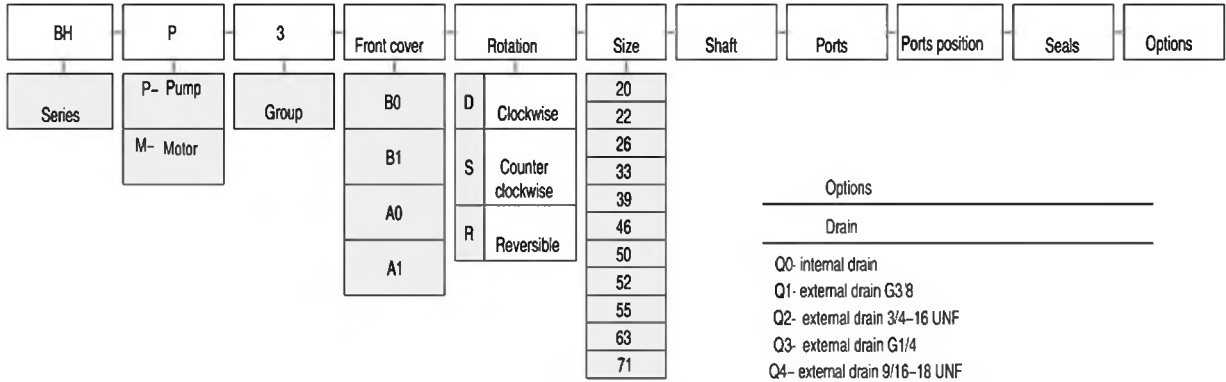 BH P 3 Front cover Rotation Size Shaft Ports Ports position Seals Options
Series
P– Pump
M– Motor
Group
B0
B1
A0
A1
D Clockwise
S Counter clockwise
R Reversible
20
22
26
33
39
46
50
52
55
63
71
Options
Drain
Q0- internal drain
Q1- external drain G3/8
Q2- external drain 3/4–16 UNF
Q3- external drain G1/4
Q4– external drain 9/16–18 UNF